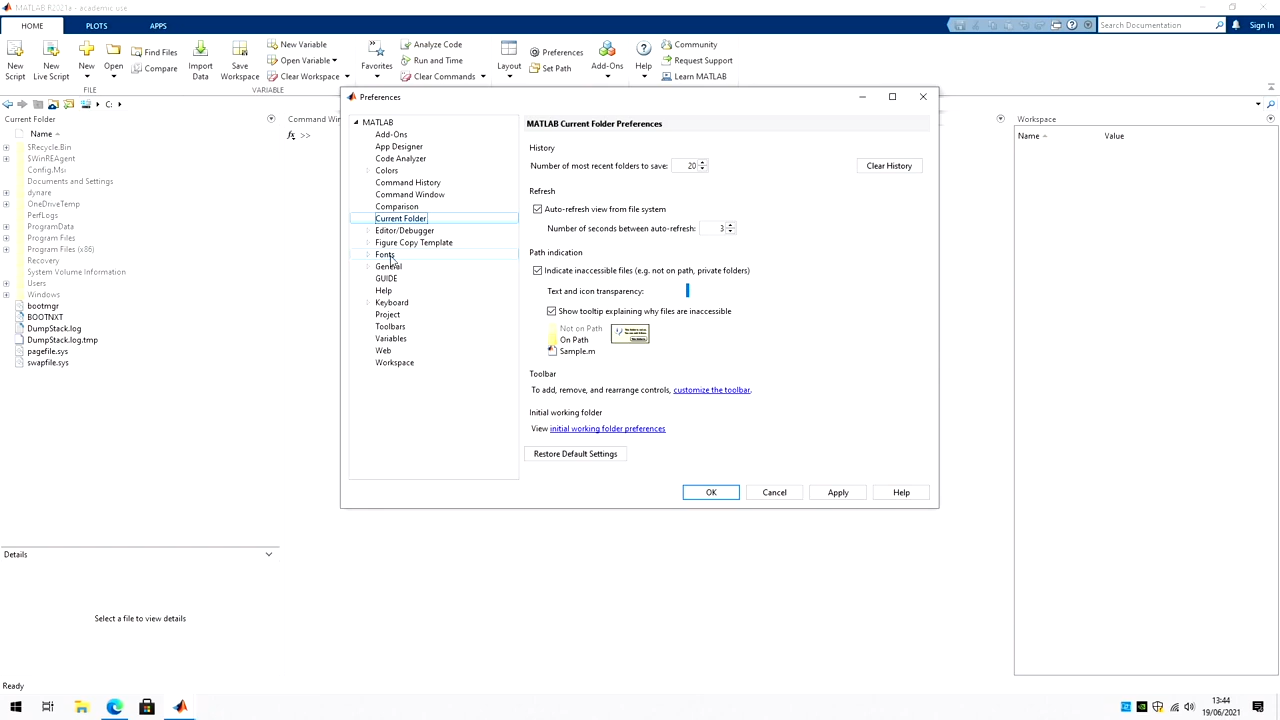 MATLAB R2021a - academic use
HOME PLOTS APPS
Search Documentation
Sign In
New Script
New Live Script
New
Open
Find Files
Compare
Import Data
Save Workspace
New Variable
Open Variable
Clear Workspace
Favorites
Analyze Code
Run and Time
Clear Commands
Layout
Preferences
Set Path
Add-Ons
Help
Community
Request Support
Learn MATLAB
FILE
VARIABLE
C:
Current Folder
Name
$Recycle.Bin
$WinREAgent
Config.Msi
Documents and Settings
dynare
OneDriveTemp
PerfLogs
ProgramData
Program Files
Program Files (x86)
Recovery
System Volume Information
Users
Windows
bootmgr
BOOTNXT
DumpStack.log
DumpStack.log.tmp
pagefile.sys
swapfile.sys
Details
Select a file to view details
Ready
Command Win
fx >>
Preferences
MATLAB
Add-Ons
App Designer
Code Analyzer
Colors
Command History
Command Window
Comparison
Current Folder
Editor/Debugger
Figure Copy Template
Fonts
General
GUIDE
Help
Keyboard
Project
Toolbars
Variables
Web
Workspace
MATLAB Current Folder Preferences
History
Number of most recent folders to save: 20
Clear History
Refresh
Auto-refresh view from file system
Number of seconds between auto-refresh: 3
Path indication
Indicate inaccessible files (e.g. not on path, private folders)
Text and icon transparency:
Show tooltip explaining why files are inaccessible
Not on Path
On Path
Sample.m
Toolbar
To add, remove, and rearrange controls, customize the toolbar.
Initial working folder
View initial working folder preferences
Restore Default Settings
OK Cancel Apply Help
Workspace
Name Value
13:44
19/06/2021